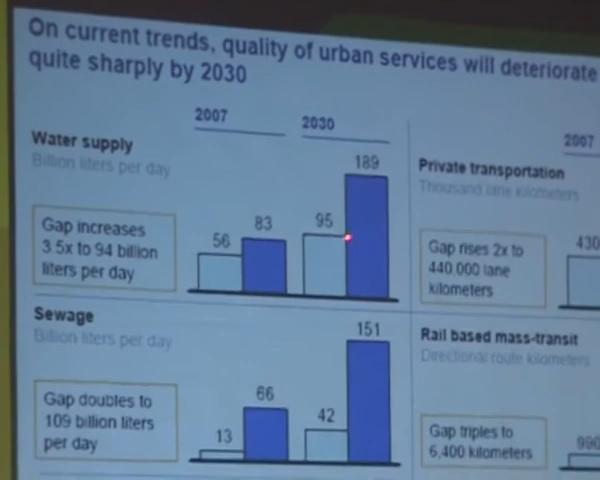 On current trends, quality of urban services will deteriorate
quite sharply by 2030
2007
2030
Water supply
Billion liters per day
Gap increases
3.5x to 94 billion
liters per day
56
83
95
189
Sewage
Billion liters per day
Gap doubles to
109 billion liters
per day
13
66
42
151
2007
Private transportation
Thousand lane kilometers
Gap rises 2x to
440,000 lane
kilometers
430
Rail based mass-transit
Directional route kilometers
Gap triples to
6,400 kilometers
990